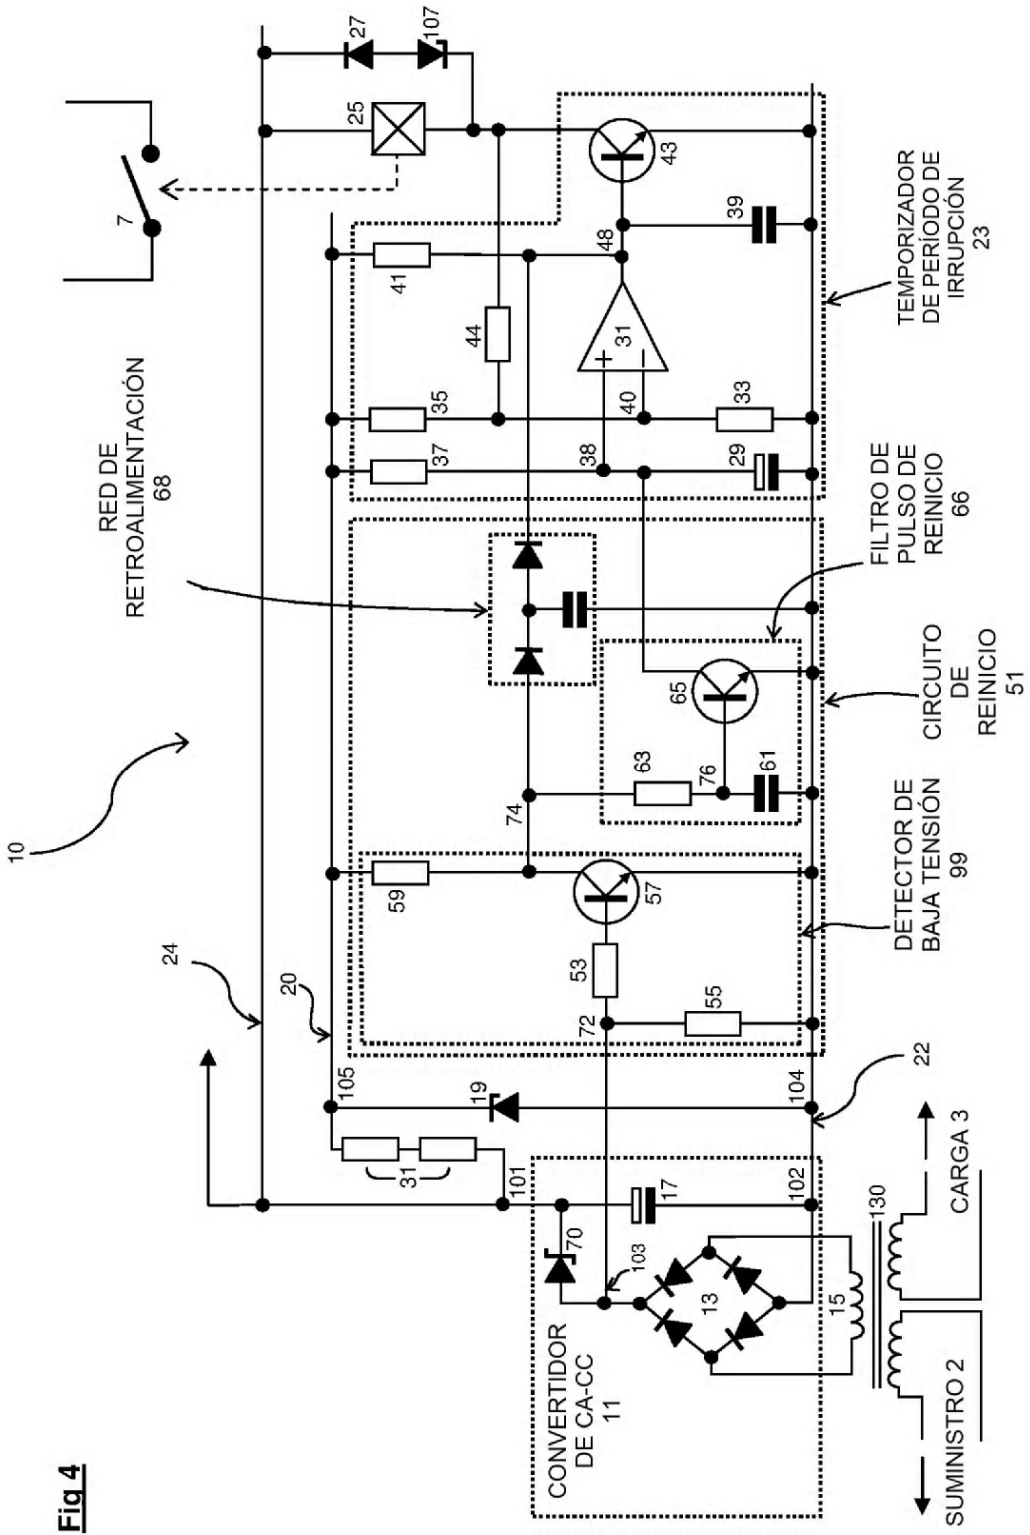 Fig 4
10
24
20
RED DE
RETROALIMENTACIÓN
68
7
25
27
107
105
31
101
19
59
74
41
48
44
35
37
43
39
31
+
−
38
40
29
33
CONVERTIDOR
DE CA-CC
11
70
17
103
13
102
104
72
53
55
57
63
76
61
65
15
130
22
SUMINISTRO 2
CARGA 3
DETECTOR DE
BAJA TENSIÓN
99
CIRCUITO
DE
REINICIO
51
FILTRO DE
PULSO DE
REINICIO
66
TEMPORIZADOR
DE PERÍODO DE
IRRUPCIÓN
23